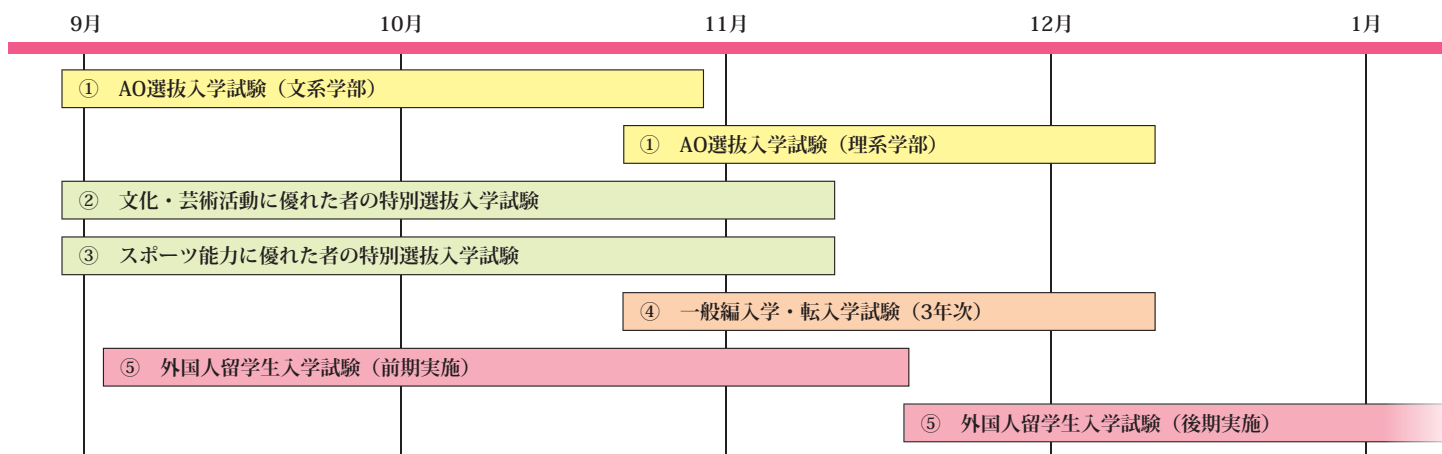 9月 10月 11月 12月 1月
① AO選抜入学試験（文系学部）
① AO選抜入学試験（理系学部）
② 文化・芸術活動に優れた者の特別選抜入学試験
③ スポーツ能力に優れた者の特別選抜入学試験
④ 一般編入学・転入学試験（3年次）
⑤ 外国人留学生入学試験（前期実施）
⑤ 外国人留学生入学試験（後期実施）